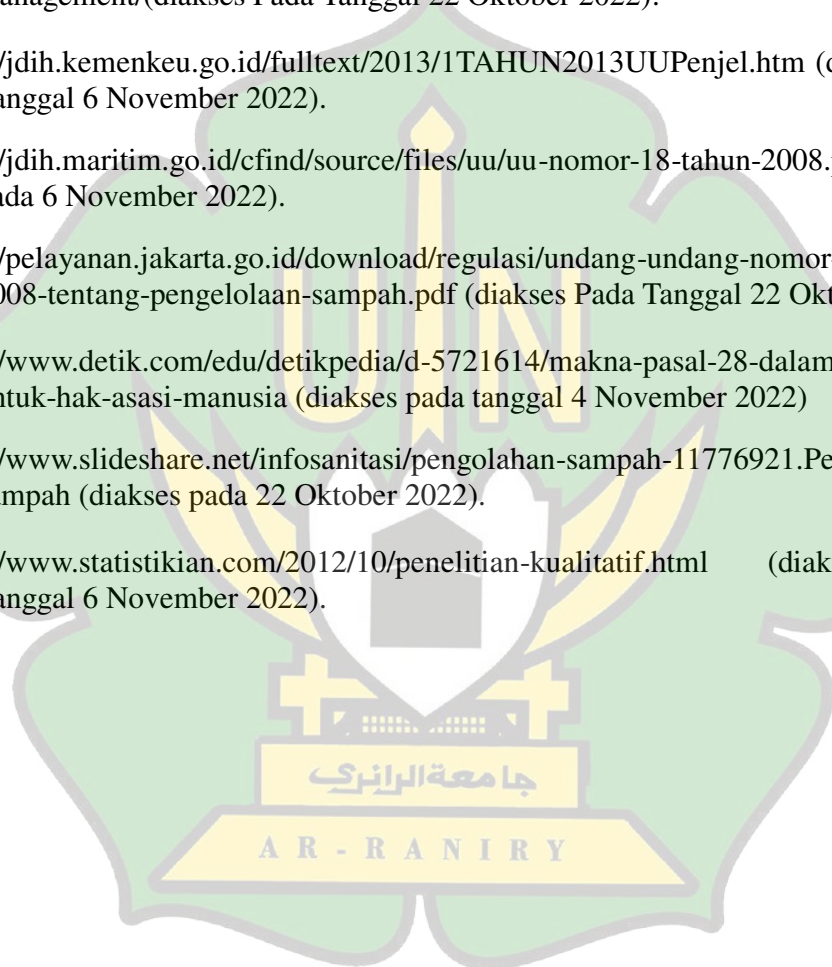 anagement/(diakses Pada Tanggal 22 Oktober 2022).
/jdih.kemenkeu.go.id/fulltext/2013/1TAHUN2013UUPenjel.htm (d
anggal 6 November 2022).
/jdih.maritim.go.id/cfind/source/files/uu/uu-nomor-18-tahun-2008.p
ada 6 November 2022).
/pelayanan.jakarta.go.id/download/regulasi/undang-undang-nomor-
008-tentang-pengelolaan-sampah.pdf (diakses Pada Tanggal 22 Okt
/www.detik.com/edu/detikpedia/d-5721614/makna-pasal-28-dalam
ntuk-hak-asasi-manusia (diakses pada tanggal 4 November 2022)
/www.slideshare.net/infosanitasi/pengolahan-sampah-11776921.Pe
ampah (diakses pada 22 Oktober 2022).
/www.statistikian.com/2012/10/penelitian-kualitatif.html (diak
anggal 6 November 2022).
UIN
جامعة الرانري
AR-RANIRY